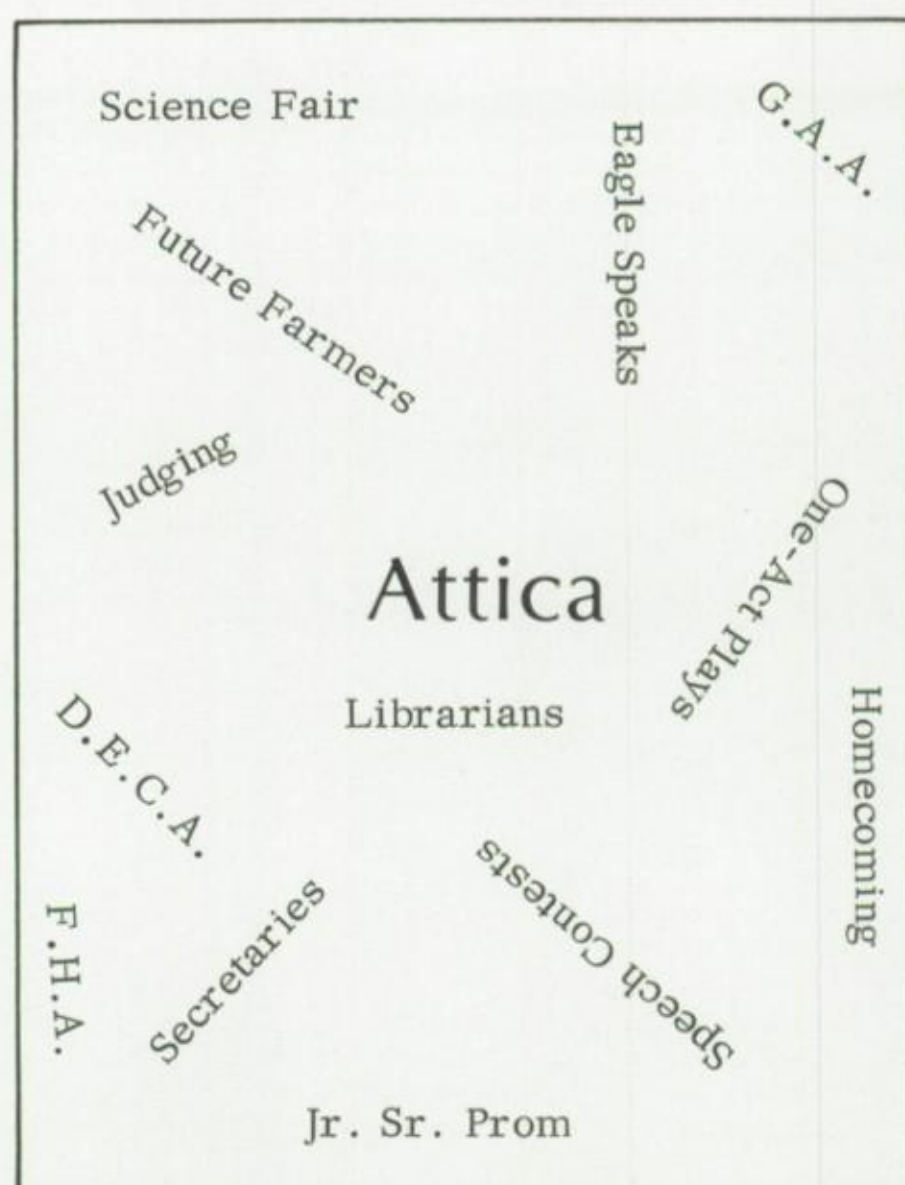 Science Fair
G.A.A.
Eagle Speaks
Future Farmers
Judging
One-Act Plays
Attica
Librarians
Homecoming
D.E.C.A.
Speech Contests
Secretaries
F.H.A.
Jr. Sr. Prom